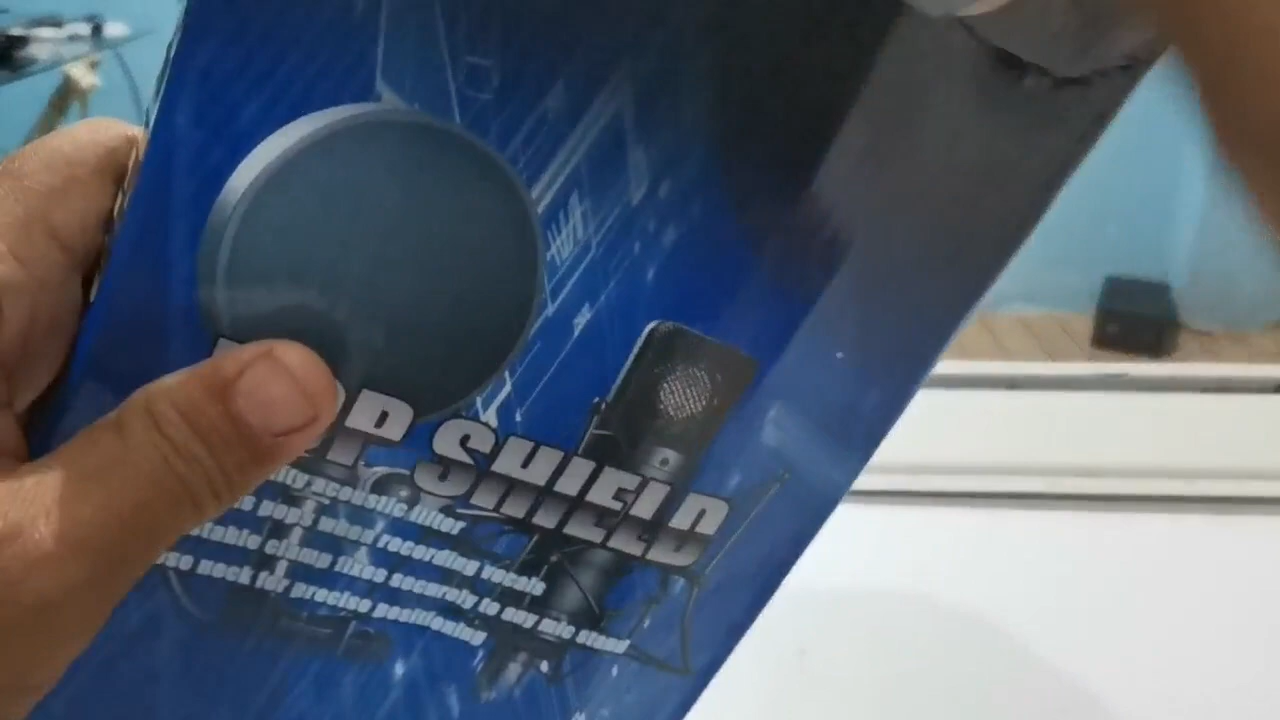 P SHIELD
acoustic filter
pops when recording vocals
clamp fixes securely to any mic stand
neck for precise positioning